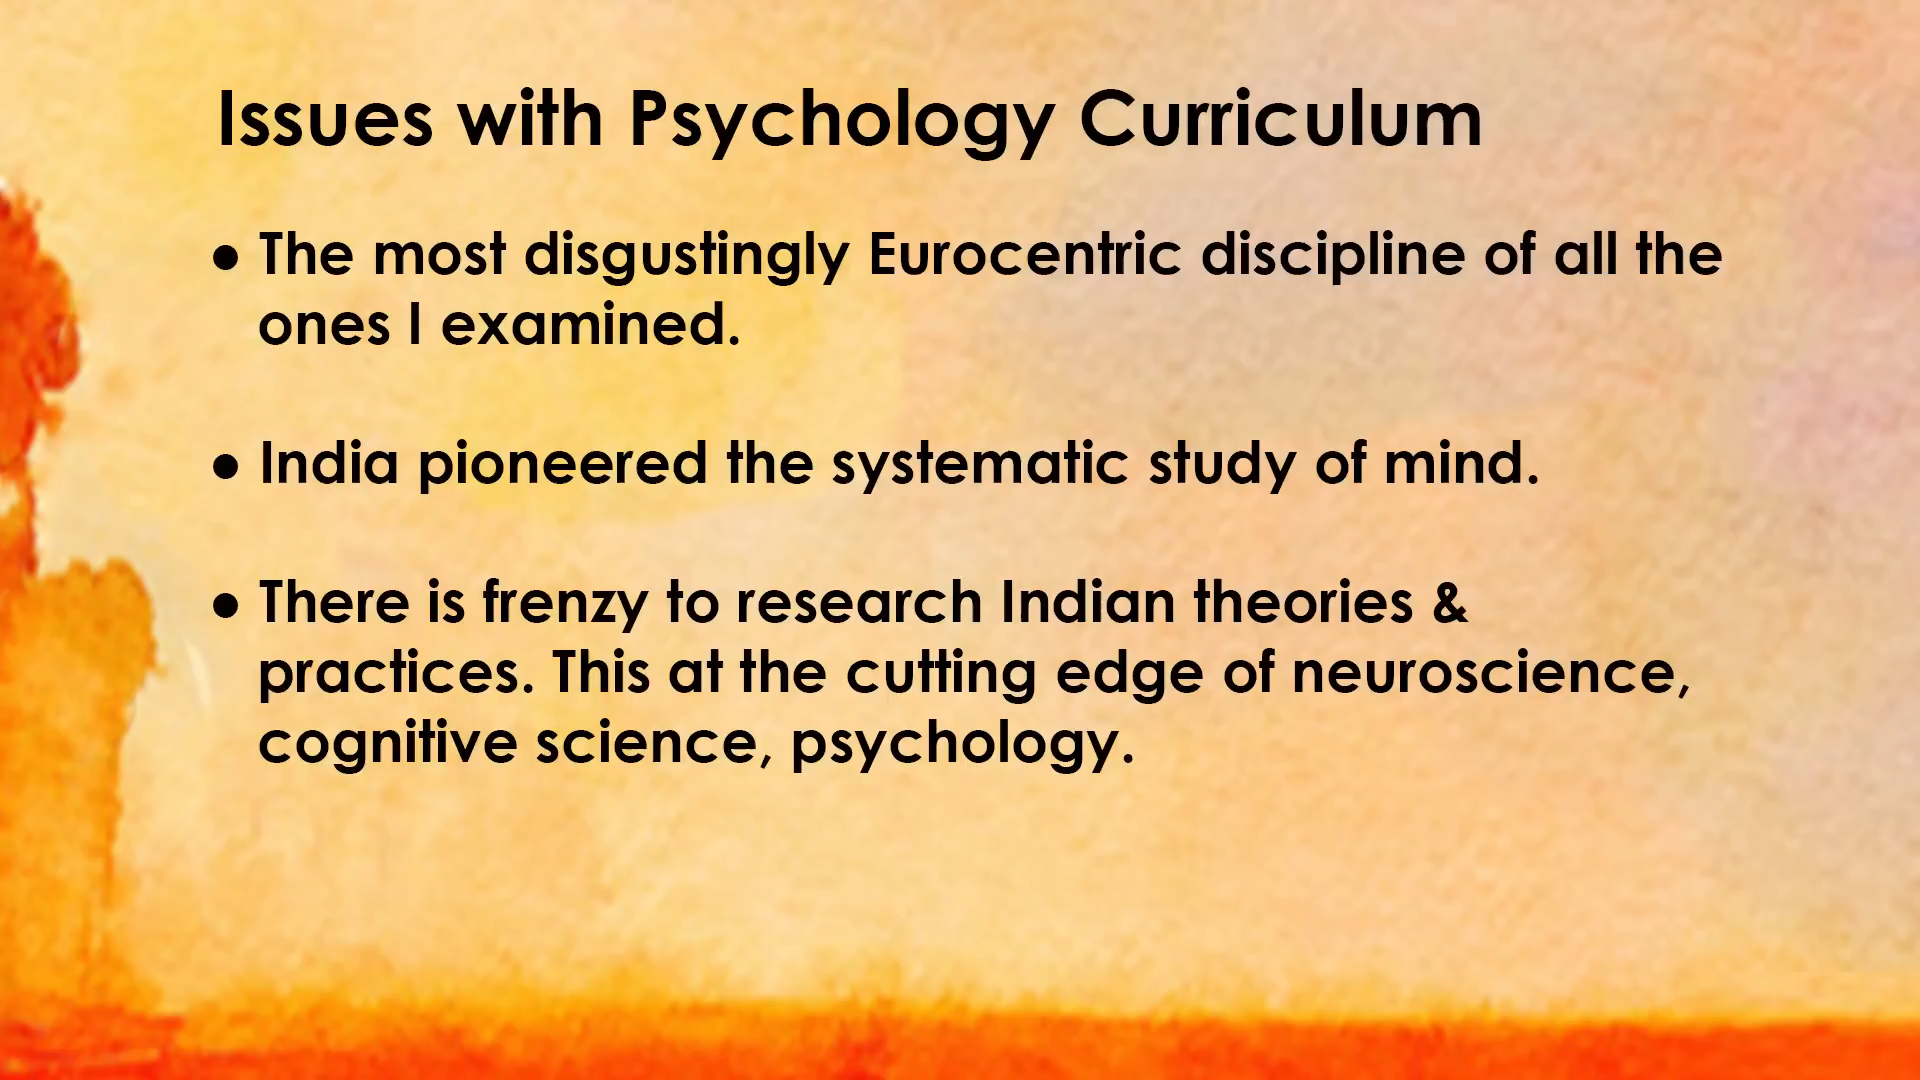 Issues with Psychology Curriculum
• The most disgustingly Eurocentric discipline of all the
ones I examined.
• India pioneered the systematic study of mind.
• There is frenzy to research Indian theories &
practices. This at the cutting edge of neuroscience,
cognitive science, psychology.